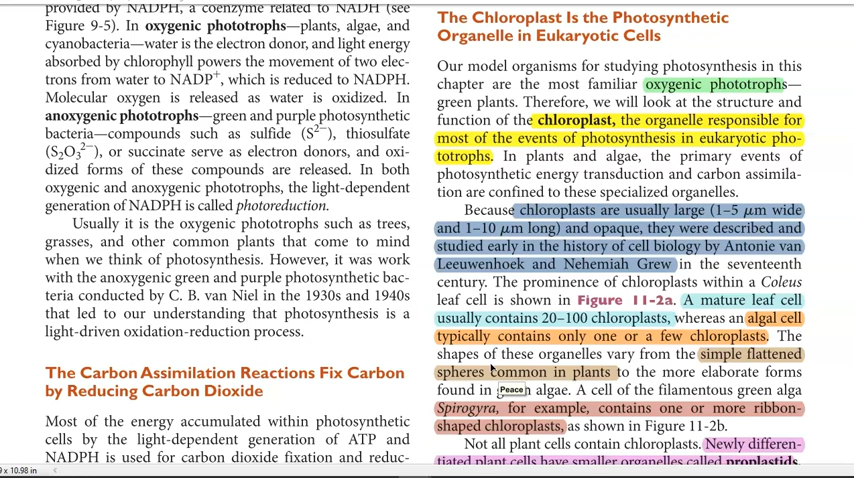 provided by NADPH, a coenzyme related to NADH (see
Figure 9-5). In oxygenic phototrophs—plants, algae, and
cyanobacteria—water is the electron donor, and light energy
absorbed by chlorophyll powers the movement of two elec-
trons from water to NADP⁺, which is reduced to NADPH.
Molecular oxygen is released as water is oxidized. In
anoxygenic phototrophs—green and purple photosynthetic
bacteria—compounds such as sulfide (S²⁻), thiosulfate
(S₂O₃²⁻), or succinate serve as electron donors, and oxi-
dized forms of these compounds are released. In both
oxygenic and anoxygenic phototrophs, the light-dependent
generation of NADPH is called photoreduction.
Usually it is the oxygenic phototrophs such as trees,
grasses, and other common plants that come to mind
when we think of photosynthesis. However, it was work
with the anoxygenic green and purple photosynthetic bac-
teria conducted by C. B. van Niel in the 1930s and 1940s
that led to our understanding that photosynthesis is a
light-driven oxidation-reduction process.
The Carbon Assimilation Reactions Fix Carbon
by Reducing Carbon Dioxide
Most of the energy accumulated within photosynthetic
cells by the light-dependent generation of ATP and
NADPH is used for carbon dioxide fixation and reduc-
The Chloroplast Is the Photosynthetic
Organelle in Eukaryotic Cells
Our model organisms for studying photosynthesis in this
chapter are the most familiar oxygenic phototrophs—
green plants. Therefore, we will look at the structure and
function of the chloroplast, the organelle responsible for
most of the events of photosynthesis in eukaryotic pho-
totrophs. In plants and algae, the primary events of
photosynthetic energy transduction and carbon assimila-
tion are confined to these specialized organelles.
Because chloroplasts are usually large (1–5 μm wide
and 1–10 μm long) and opaque, they were described and
studied early in the history of cell biology by Antonie van
Leeuwenhoek and Nehemiah Grew in the seventeenth
century. The prominence of chloroplasts within a Coleus
leaf cell is shown in Figure 11-2a. A mature leaf cell
usually contains 20–100 chloroplasts, whereas an algal cell
typically contains only one or a few chloroplasts. The
shapes of these organelles vary from the simple flattened
spheres common in plants to the more elaborate forms
found in algae. A cell of the filamentous green alga
Peace
Spirogyra, for example, contains one or more ribbon-
shaped chloroplasts, as shown in Figure 11-2b.
Not all plant cells contain chloroplasts. Newly differen-
tiated plant cells have smaller organelles called proplastids,
9 x 10.98 in